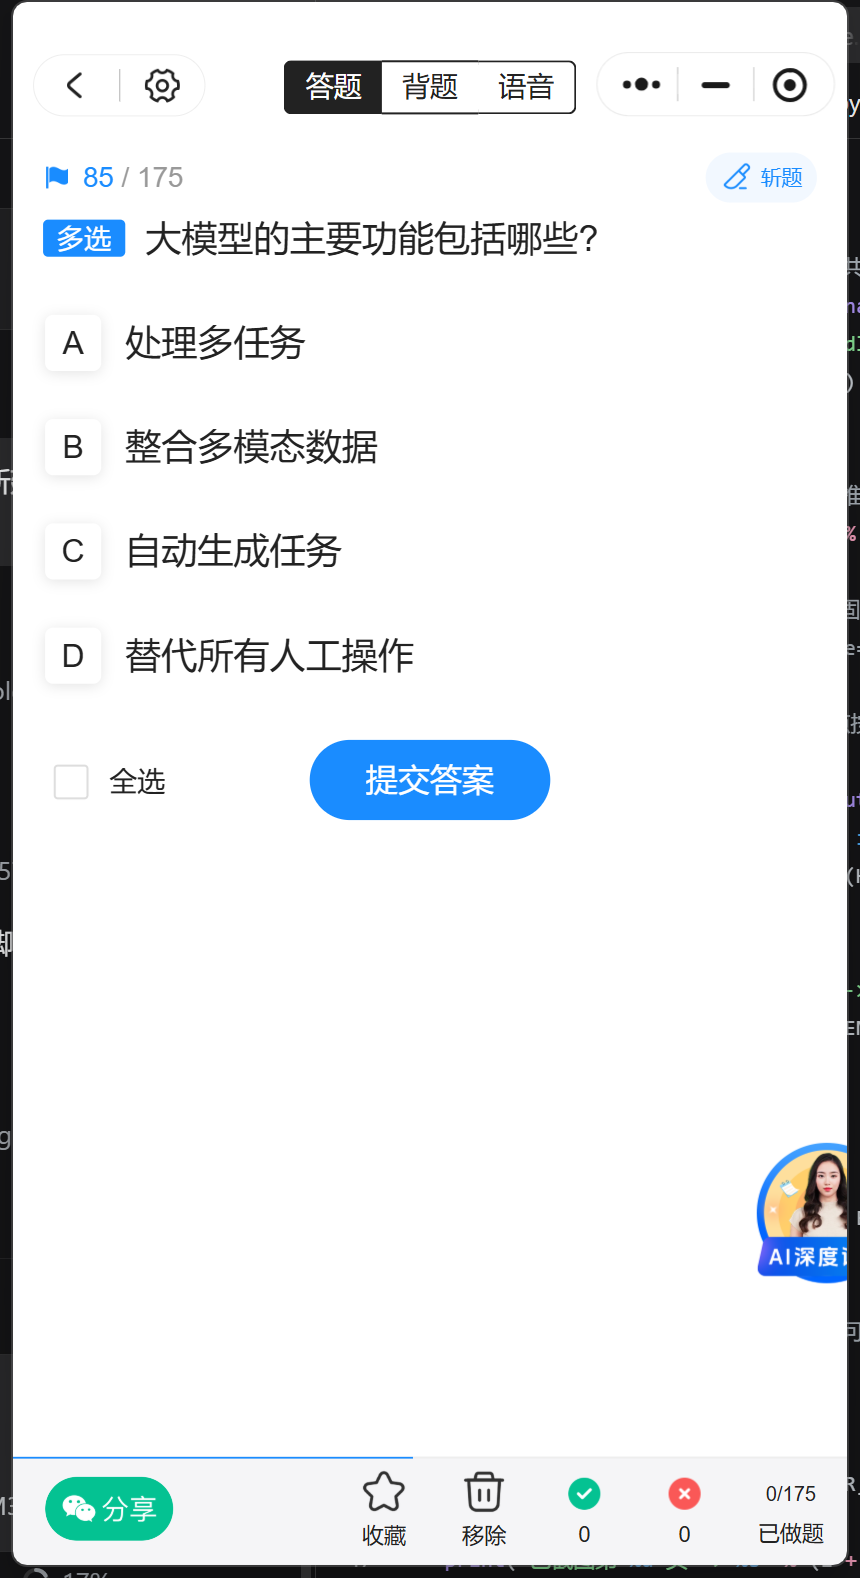 答题 背题 语音
85 / 175
斩题
多选 大模型的主要功能包括哪些?
A 处理多任务
B 整合多模态数据
C 自动生成任务
D 替代所有人工操作
全选
提交答案
AI深度
分享
收藏
移除
0
0
0/175
已做题